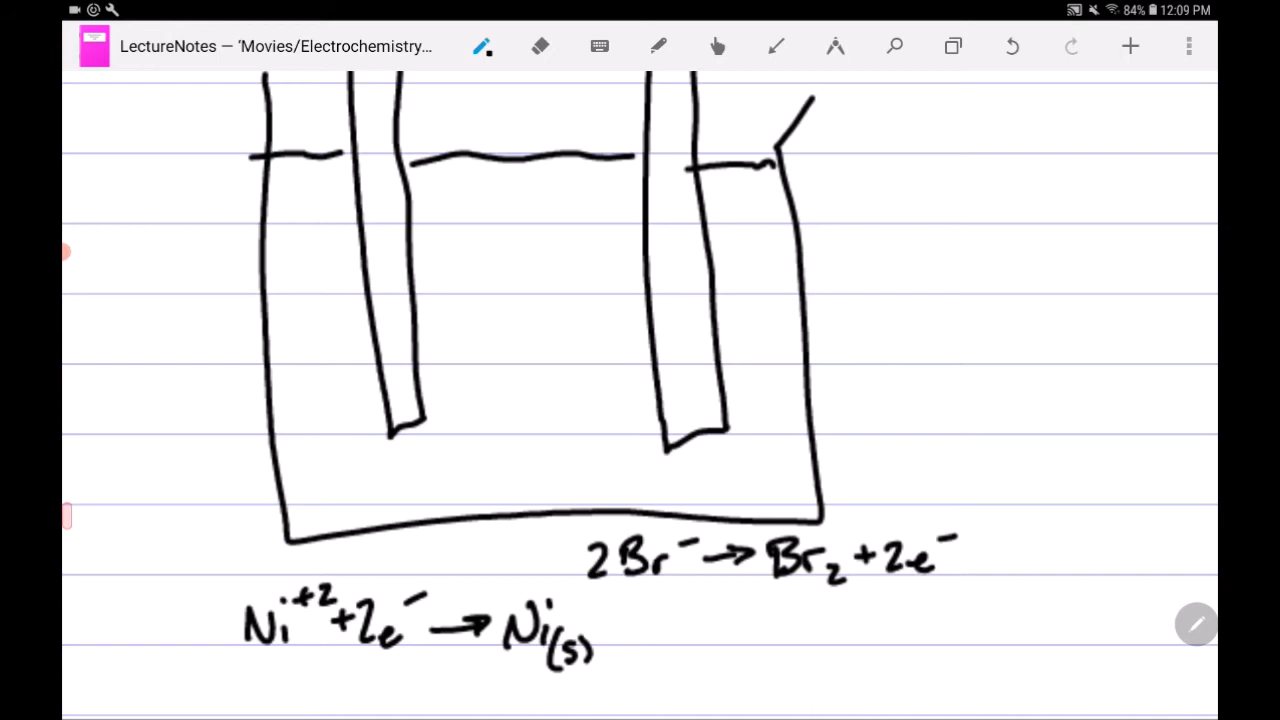 84% 12:09 PM
LectureNotes — ‘Movies/Electrochemistry...
2Br⁻ → Br₂ + 2e⁻
Ni⁺² + 2e⁻ → Ni(s)